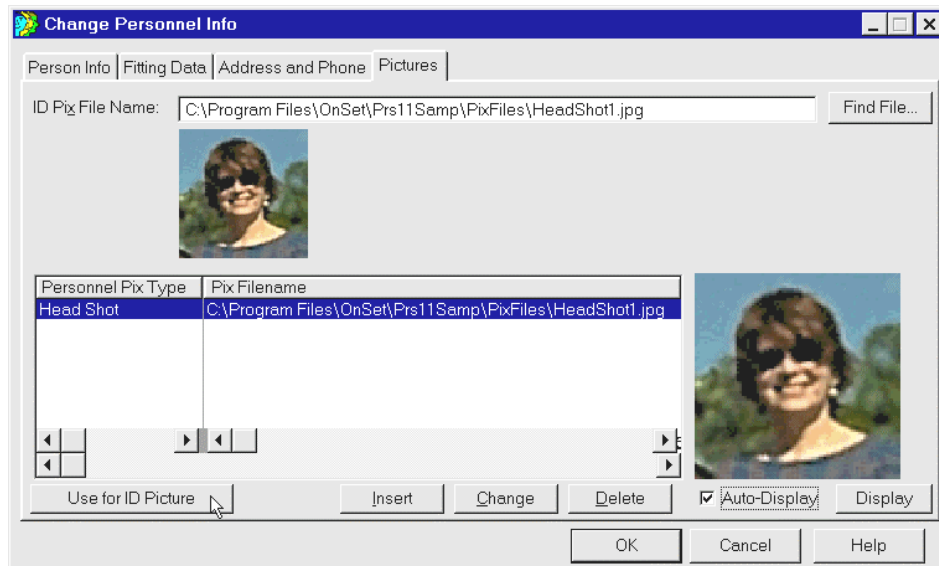 Change Personnel Info
Person Info Fitting Data Address and Phone Pictures
ID Pix File Name: C:\Program Files\OnSet\Prs11Samp\PixFiles\HeadShot1.jpg Find File...
Personnel Pix Type Pix Filename
Head Shot C:\Program Files\OnSet\Prs11Samp\PixFiles\HeadShot1.jpg
Use for ID Picture Insert Change Delete Auto-Display Display
OK Cancel Help